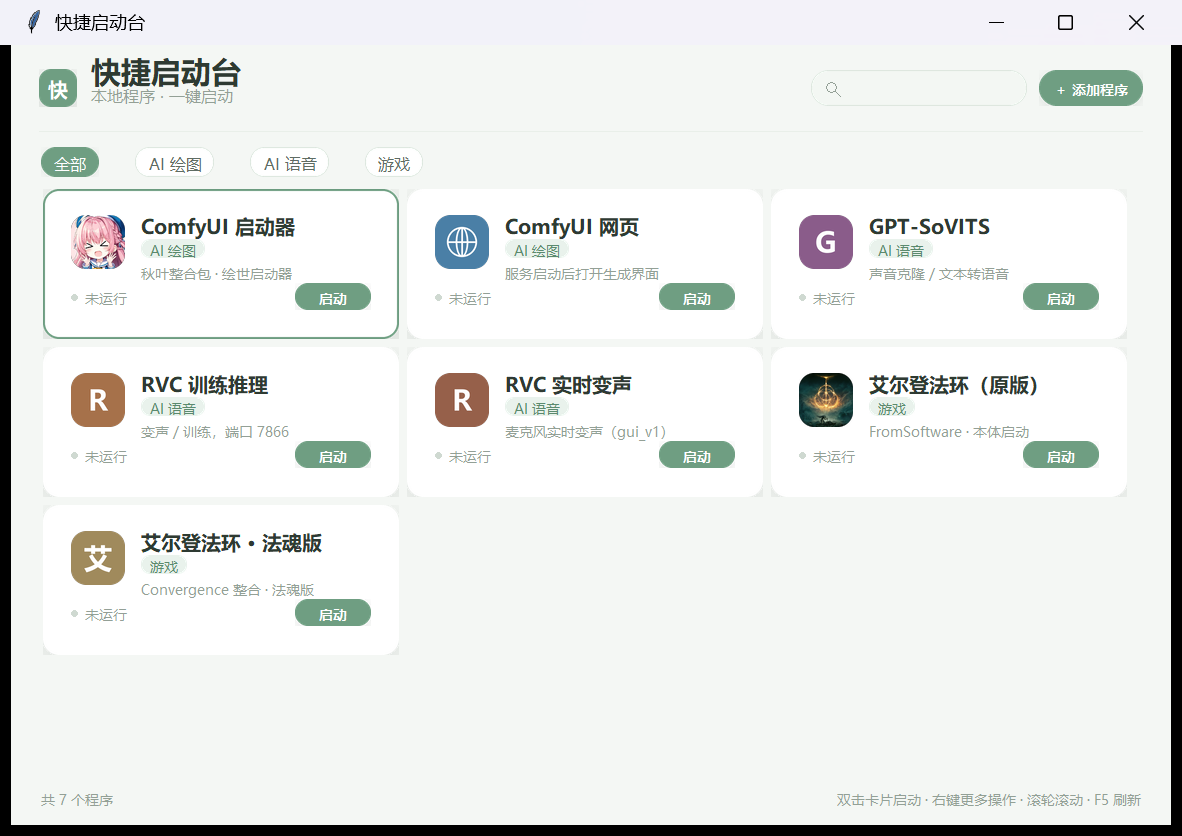 快捷启动台
快 快捷启动台
本地程序 · 一键启动
+ 添加程序
全部 AI 绘图 AI 语音 游戏
ComfyUI 启动器
AI 绘图
秋叶整合包 · 绘世启动器
未运行 启动
ComfyUI 网页
AI 绘图
服务启动后打开生成界面
未运行 启动
G GPT-SoVITS
AI 语音
声音克隆 / 文本转语音
未运行 启动
R RVC 训练推理
AI 语音
变声 / 训练，端口 7866
未运行 启动
R RVC 实时变声
AI 语音
麦克风实时变声（gui_v1）
未运行 启动
艾尔登法环（原版）
游戏
FromSoftware · 本体启动
未运行 启动
艾 艾尔登法环・法魂版
游戏
Convergence 整合 · 法魂版
未运行 启动
共 7 个程序 双击卡片启动 · 右键更多操作 · 滚轮滚动 · F5 刷新